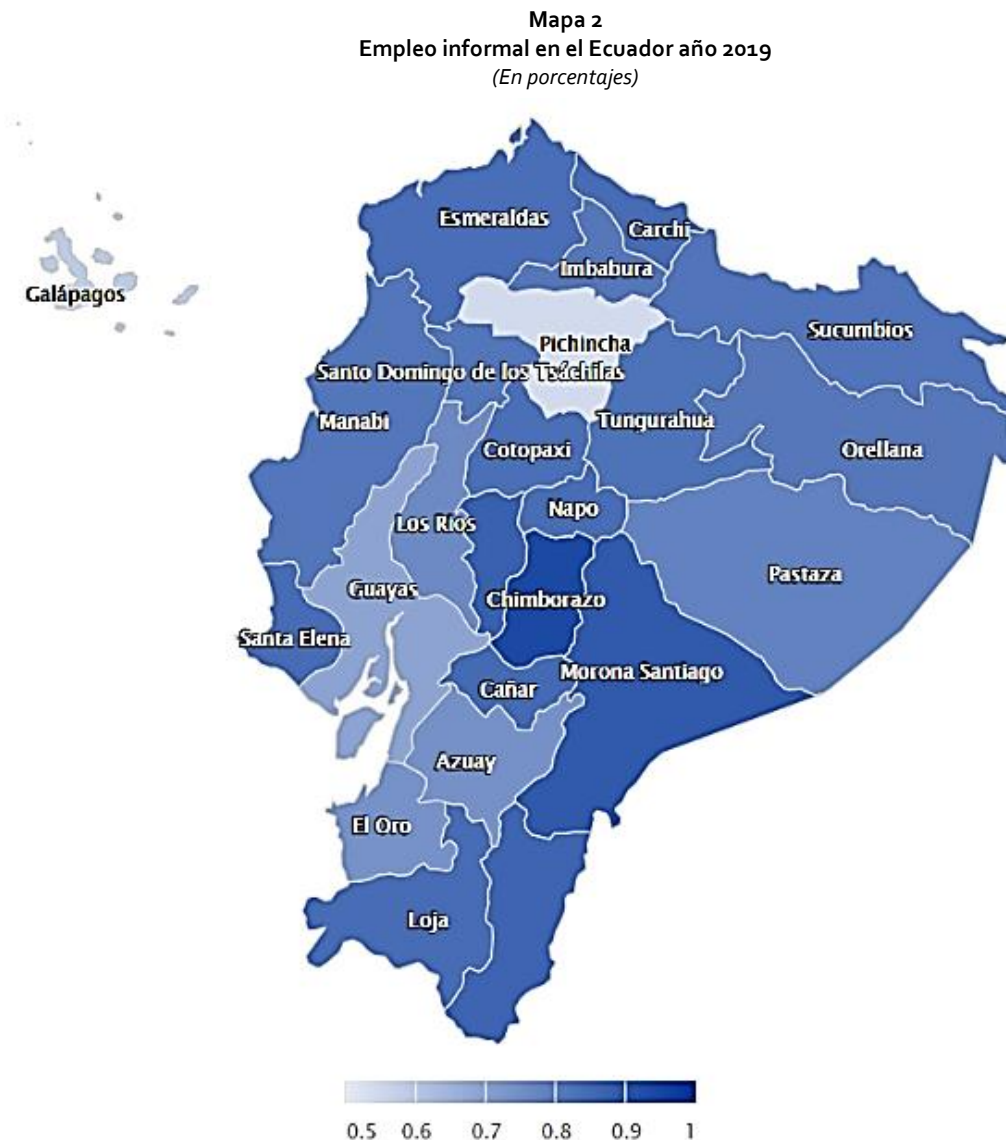 Mapa 2
Empleo informal en el Ecuador año 2019
(En porcentajes)
Esmeraldas
Carchi
Imbabura
Galápagos
Sucumbios
Pichincha
Santo Domingo de los Tsáchilas
Manabí
Tungurahua
Cotopaxi
Orellana
Napo
Los Ríos
Pastaza
Guayas
Chimborazo
Santa Elena
Morona Santiago
Cañar
Azuay
El Oro
Loja
0.5 0.6 0.7 0.8 0.9 1